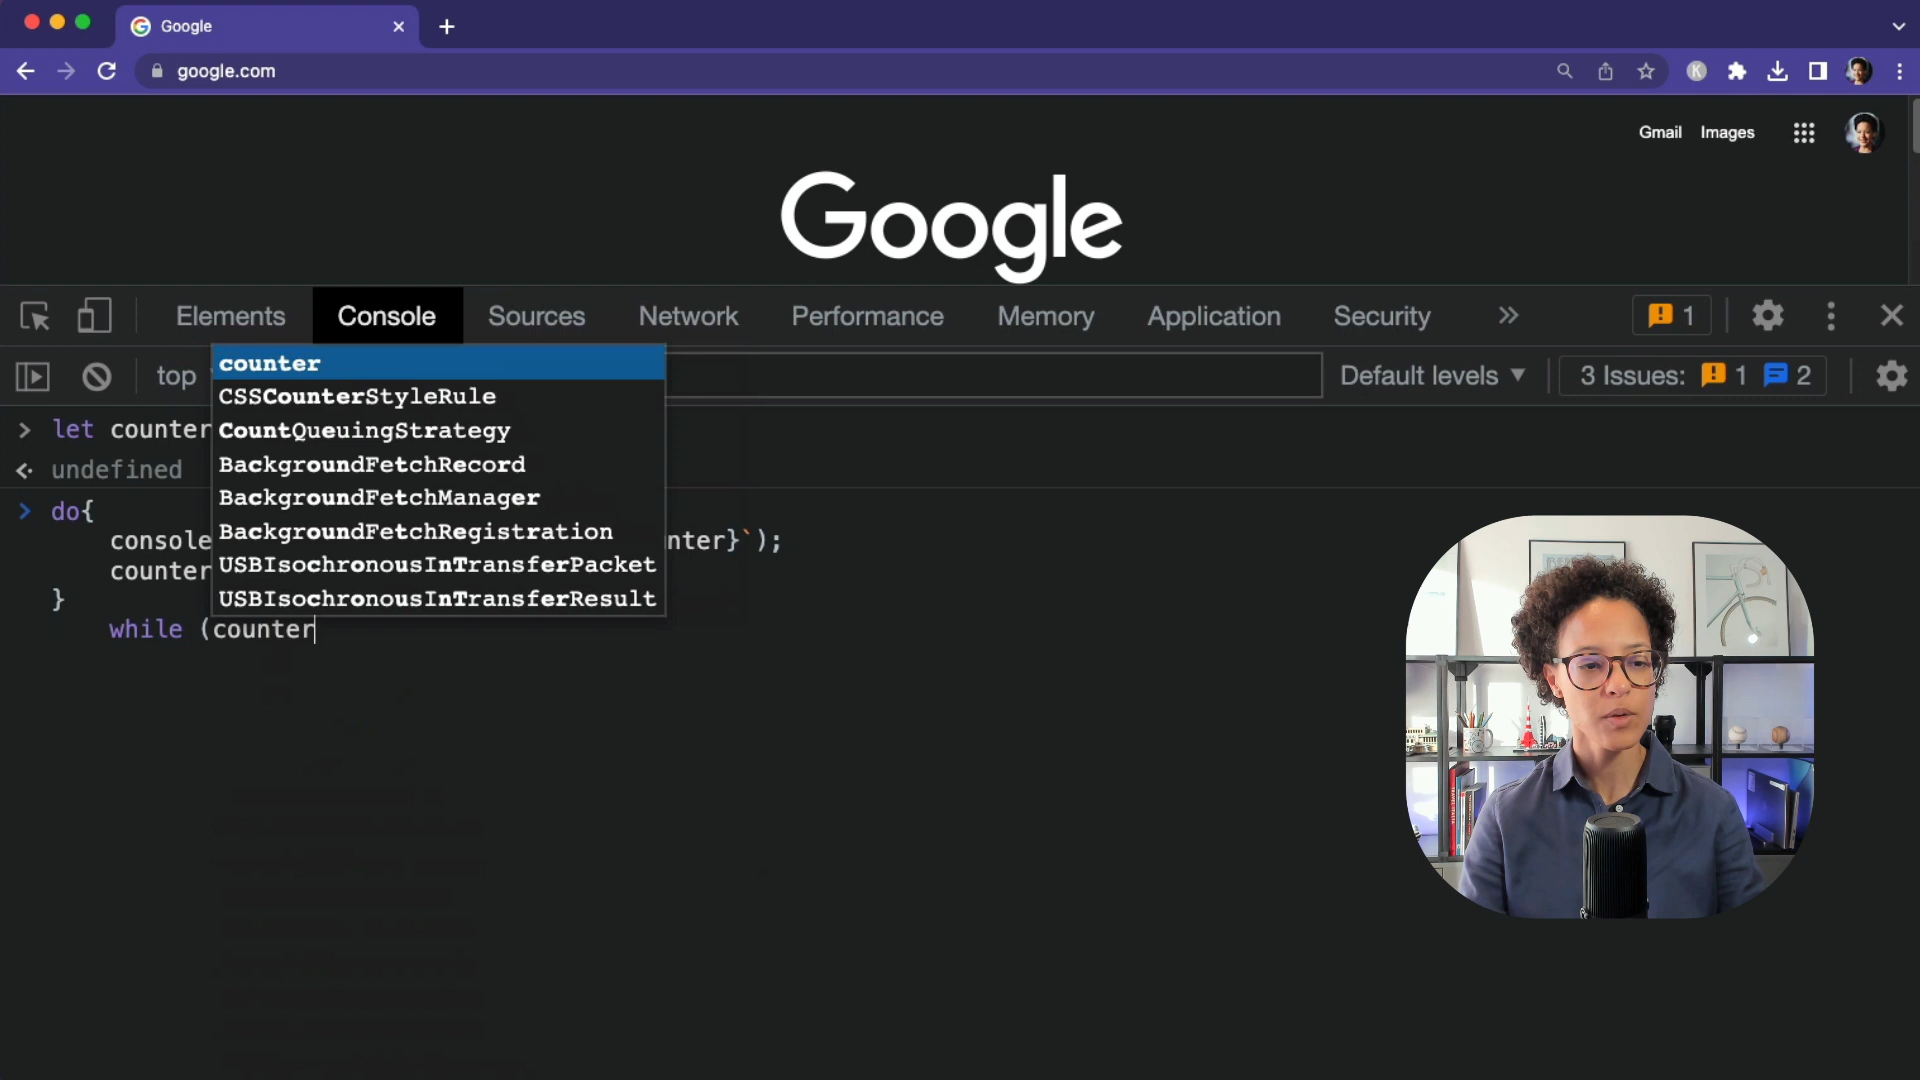 Google
google.com
K
Gmail Images
Google
Elements Console Sources Network Performance Memory Application Security 1
top Default levels 3 Issues: 1 2
counter
CSSCounterStyleRule
CountQueuingStrategy
BackgroundFetchRecord
BackgroundFetchManager
BackgroundFetchRegistration
USBIsochronousInTransferPacket
USBIsochronousInTransferResult
> let counter
undefined
> do{
console nter}`);
counter
}
while (counter